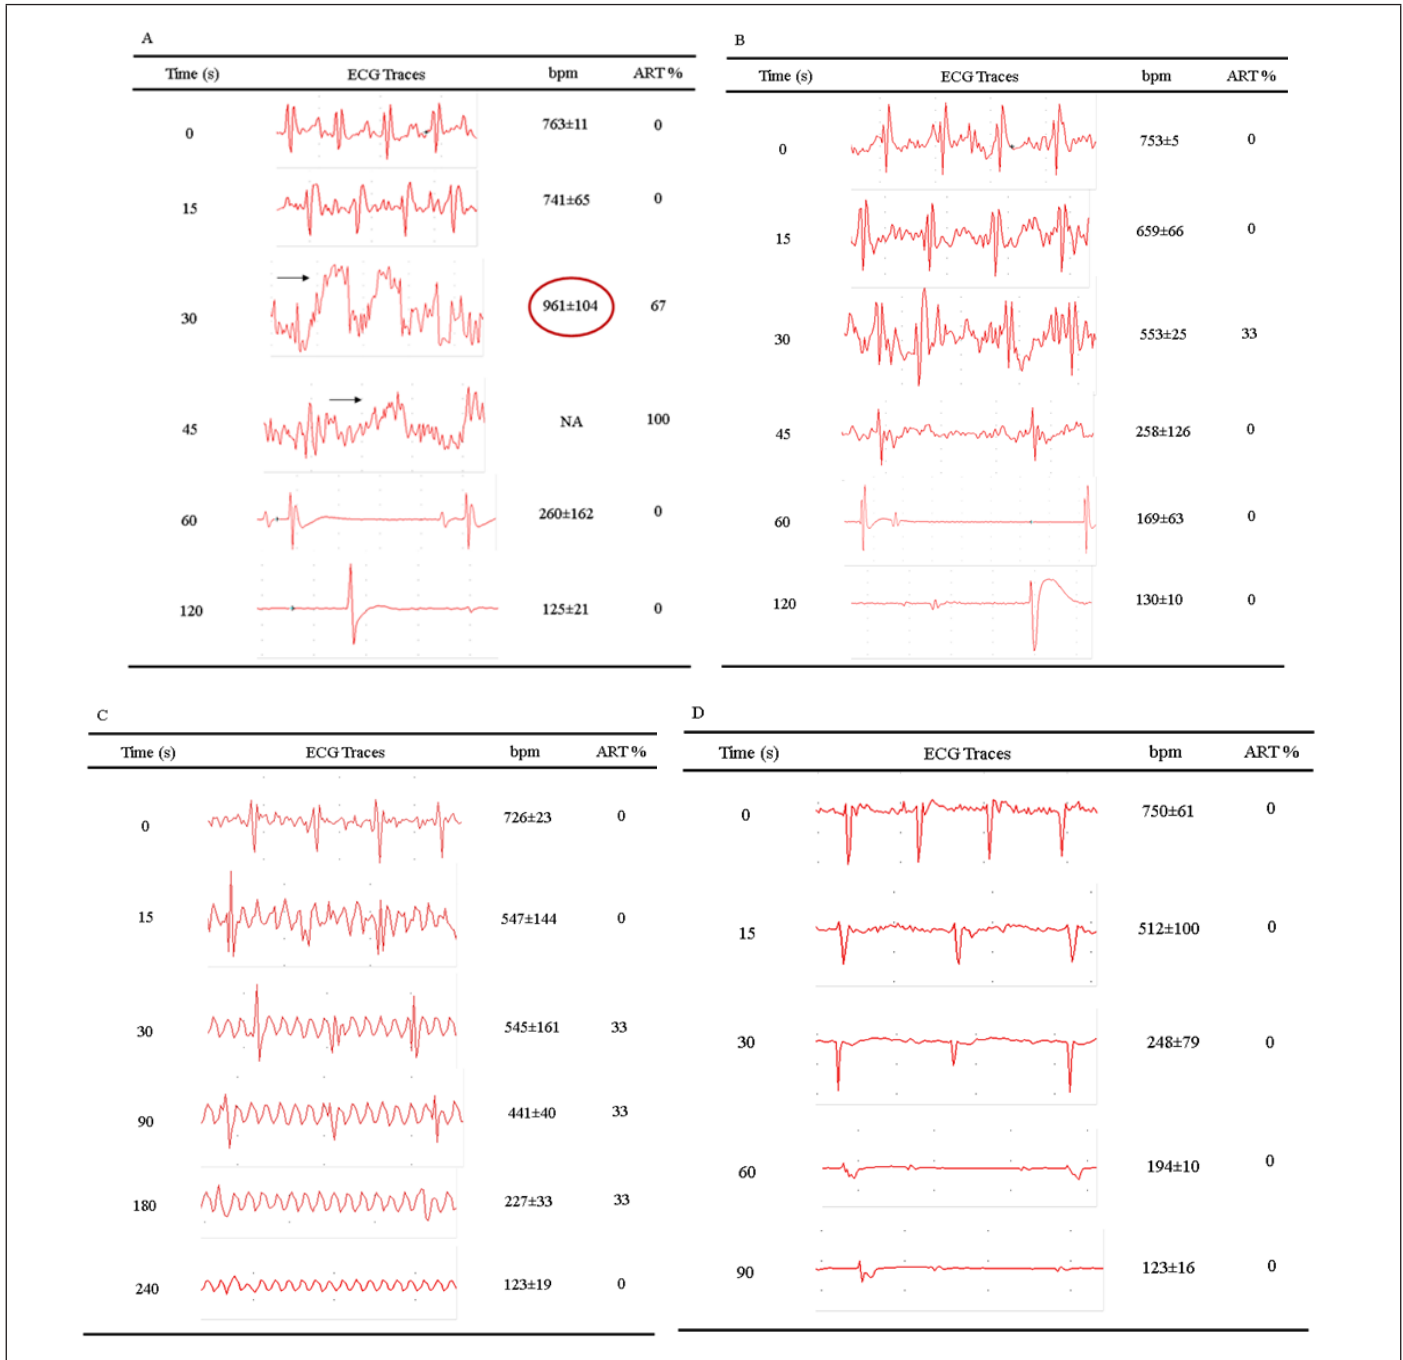 A
Time (s) ECG Traces bpm ART %
0 763±11 0
15 741±65 0
30 961±104 67
45 NA 100
60 260±162 0
120 125±21 0
B
Time (s) ECG Traces bpm ART %
0 753±5 0
15 659±66 0
30 553±25 33
45 258±126 0
60 169±63 0
120 130±10 0
C
Time (s) ECG Traces bpm ART %
0 726±23 0
15 547±144 0
30 545±161 33
90 441±40 33
180 227±33 33
240 123±19 0
D
Time (s) ECG Traces bpm ART %
0 750±61 0
15 512±100 0
30 248±79 0
60 194±10 0
90 123±16 0